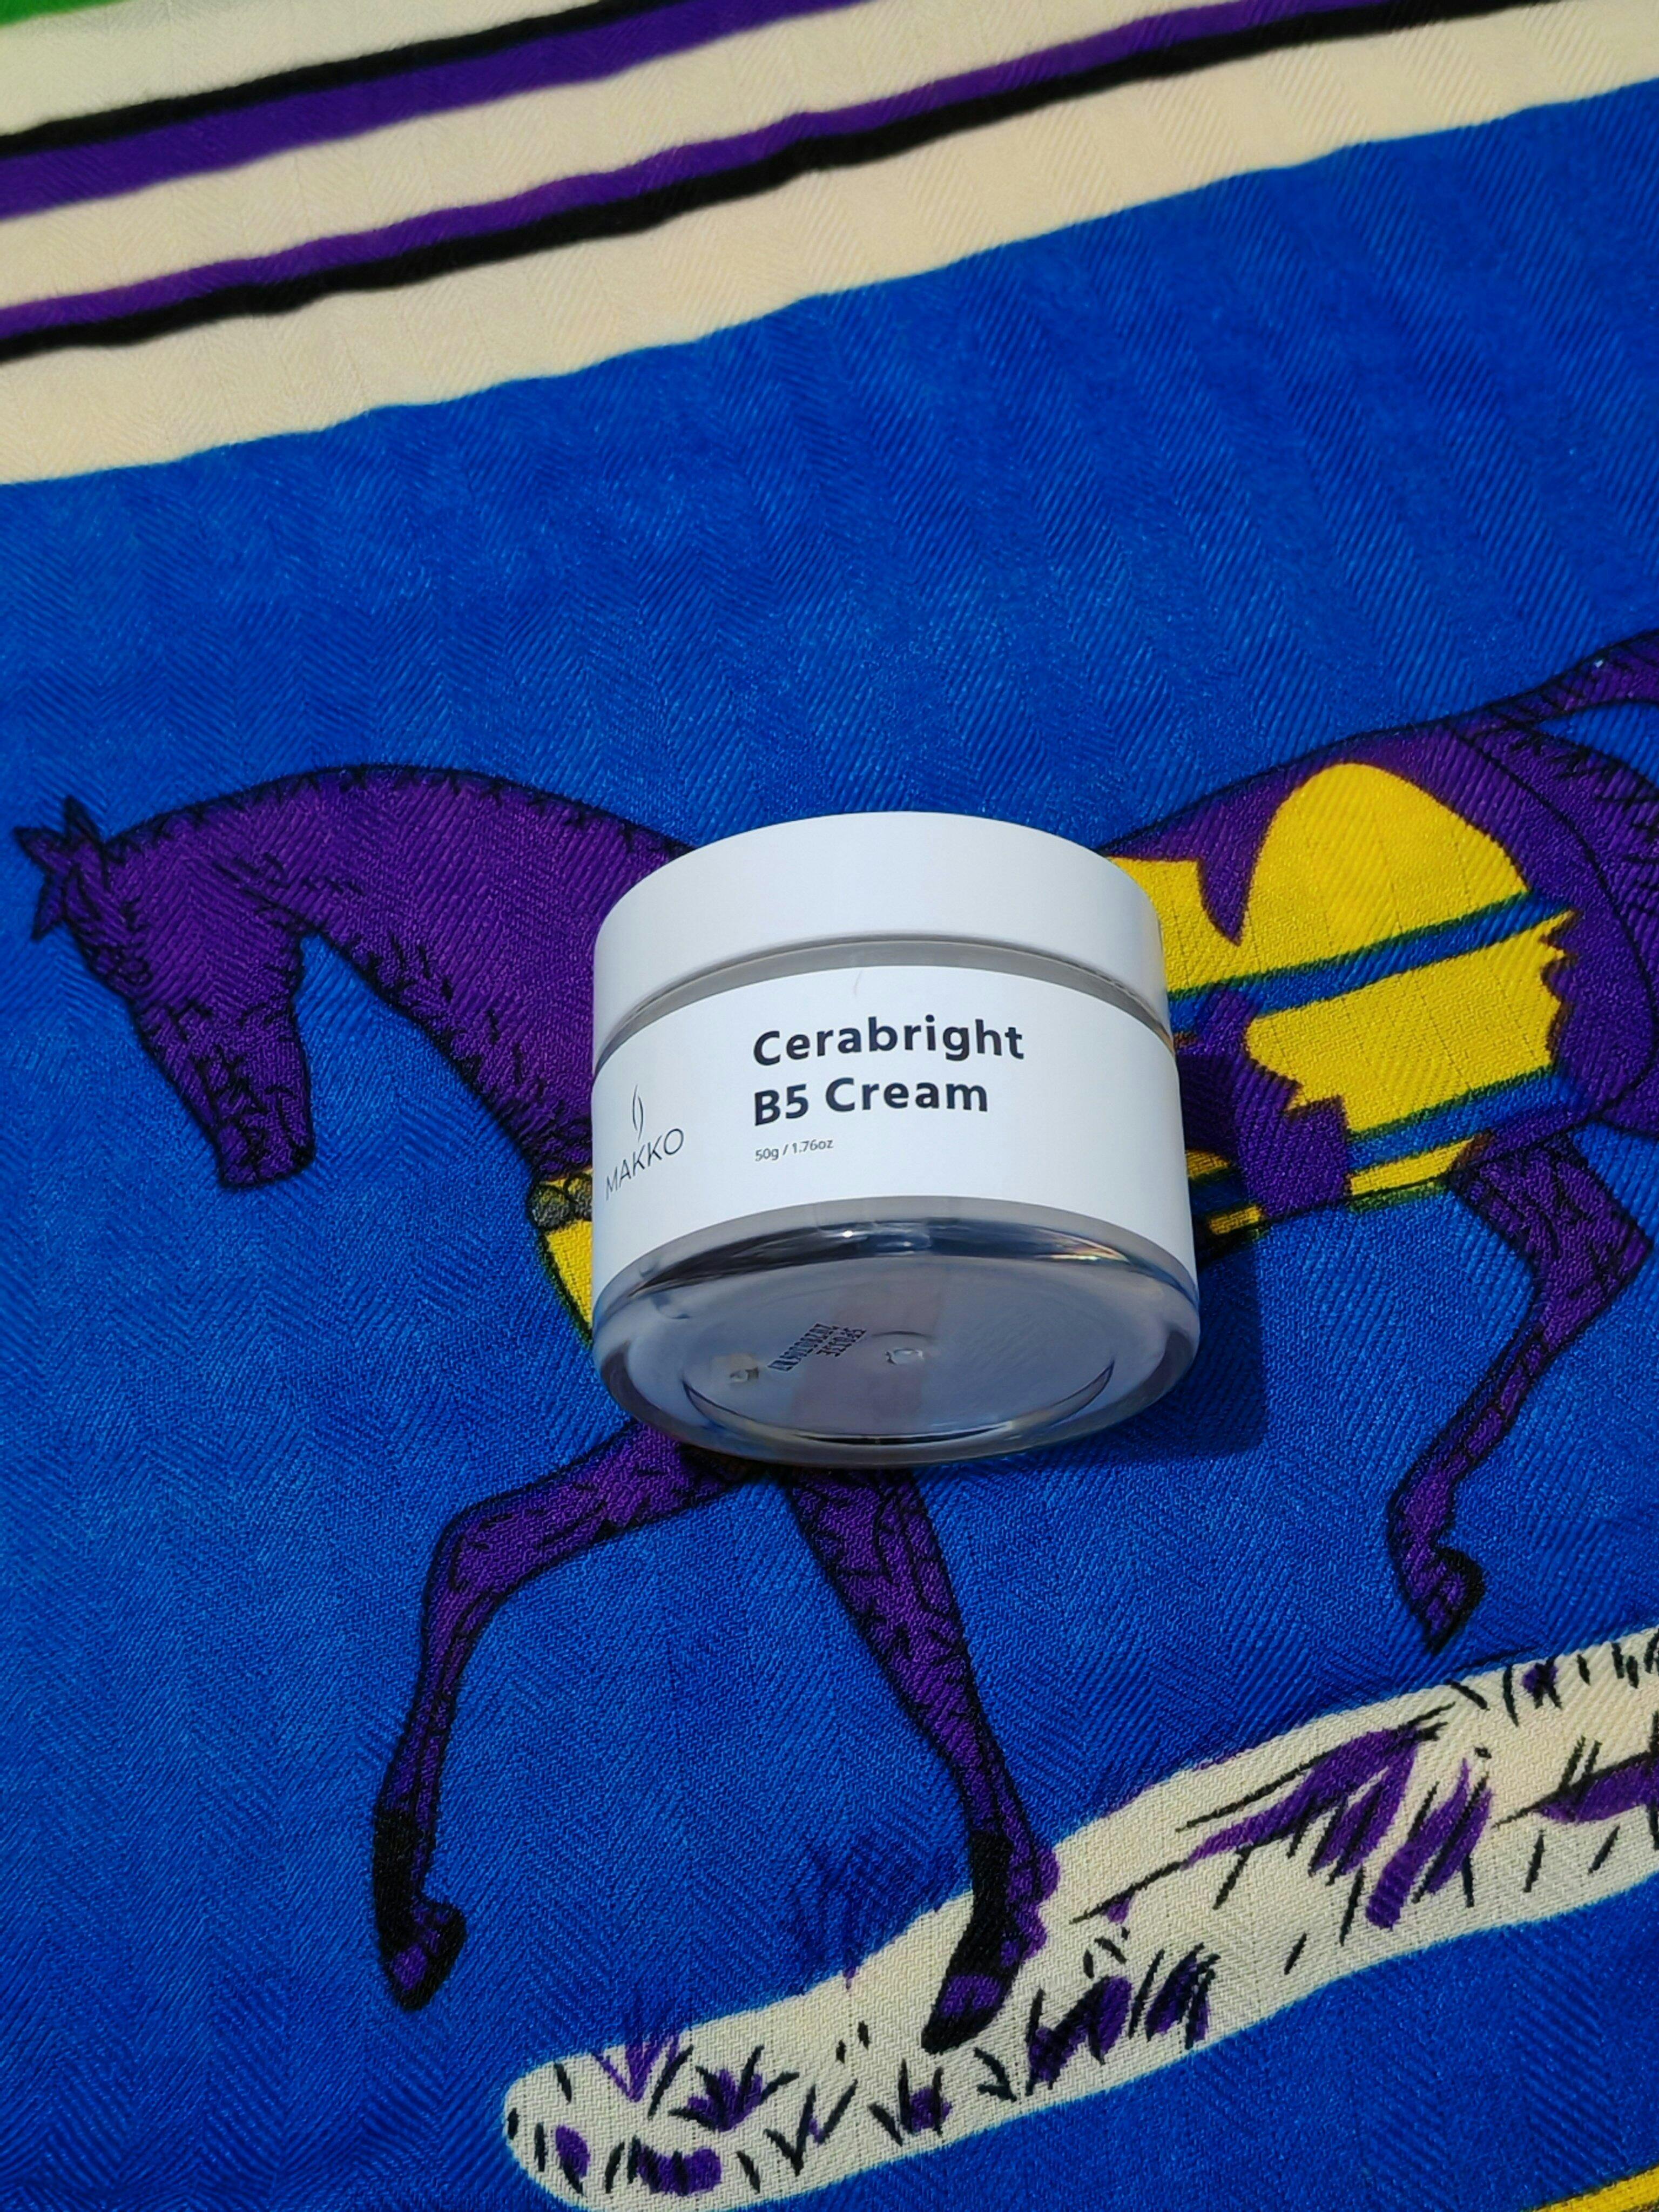 Cerabright
B5 Cream
50g / 1.76oz
MAKKO